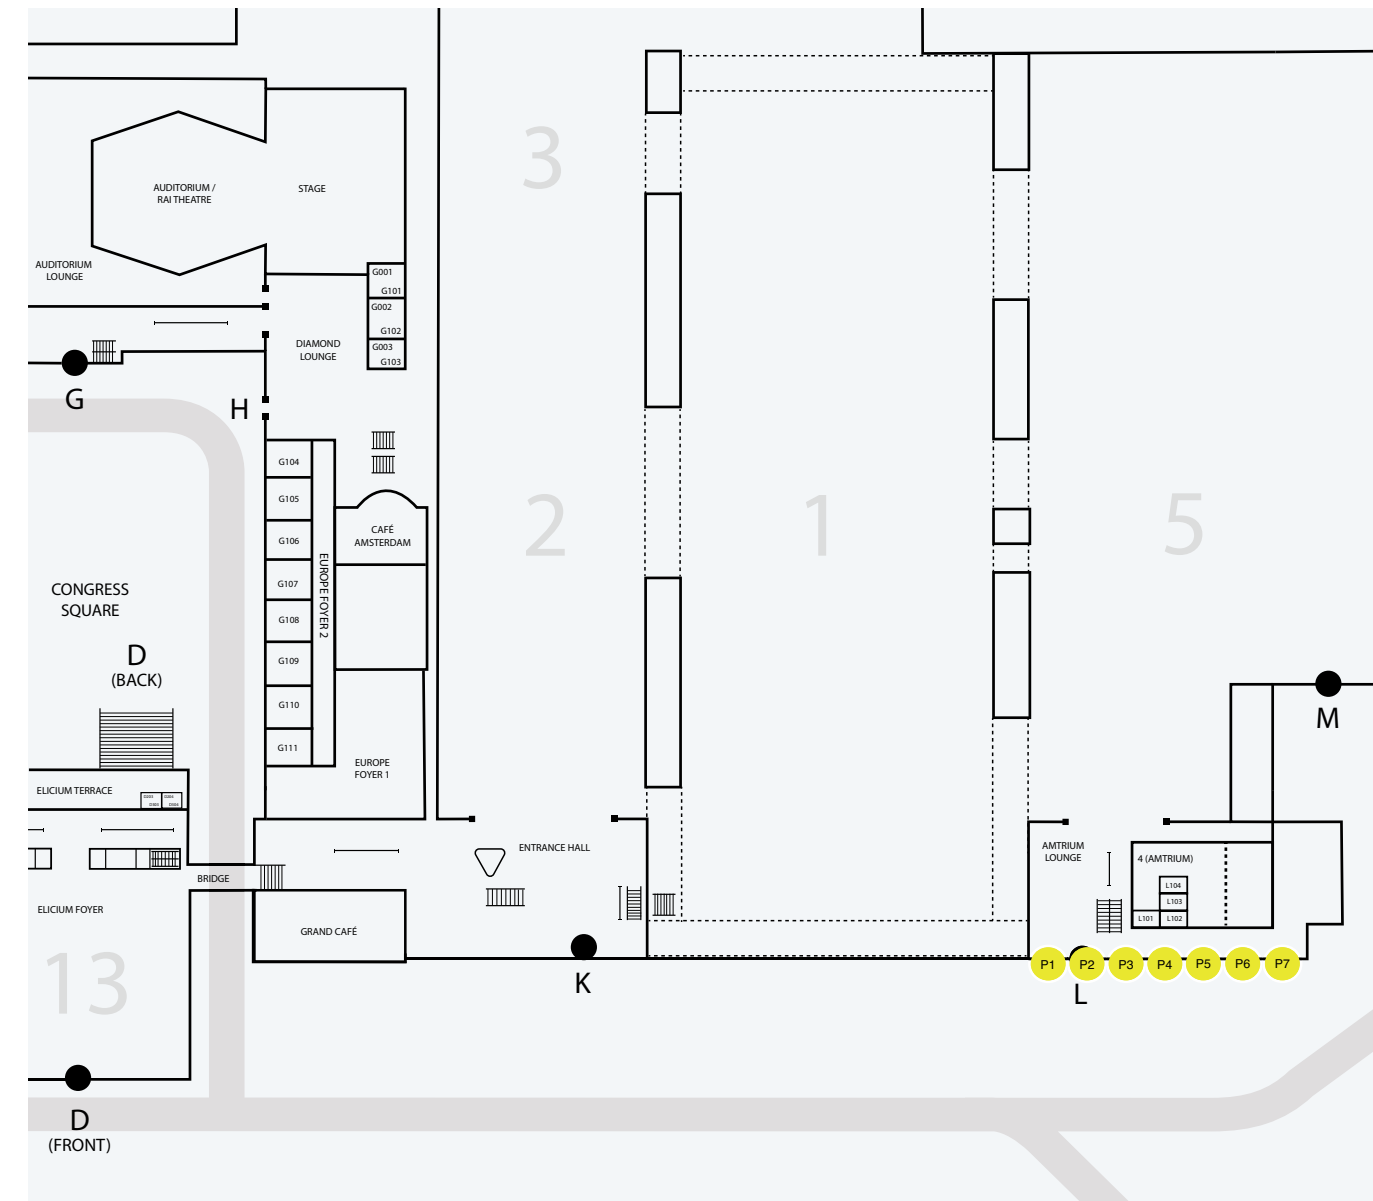 3
AUDITORIUM /
RAI THEATRE
STAGE
AUDITORIUM
LOUNGE
G001
G101
G002
G102
G003
G103
DIAMOND
LOUNGE
G
H
G104
G105
G106
G107
G108
G109
G110
G111
EUROPE FOYER 2
CAFÉ
AMSTERDAM
2
1
5
CONGRESS
SQUARE
D
(BACK)
M
EUROPE
FOYER 1
ELICIUM TERRACE
ENTRANCE HALL
AMTRIUM
LOUNGE
4 (AMTRIUM)
L104
L103
L101
L102
BRIDGE
ELICIUM FOYER
GRAND CAFÉ
13
K
P1
P2
P3
P4
P5
P6
P7
L
D
(FRONT)